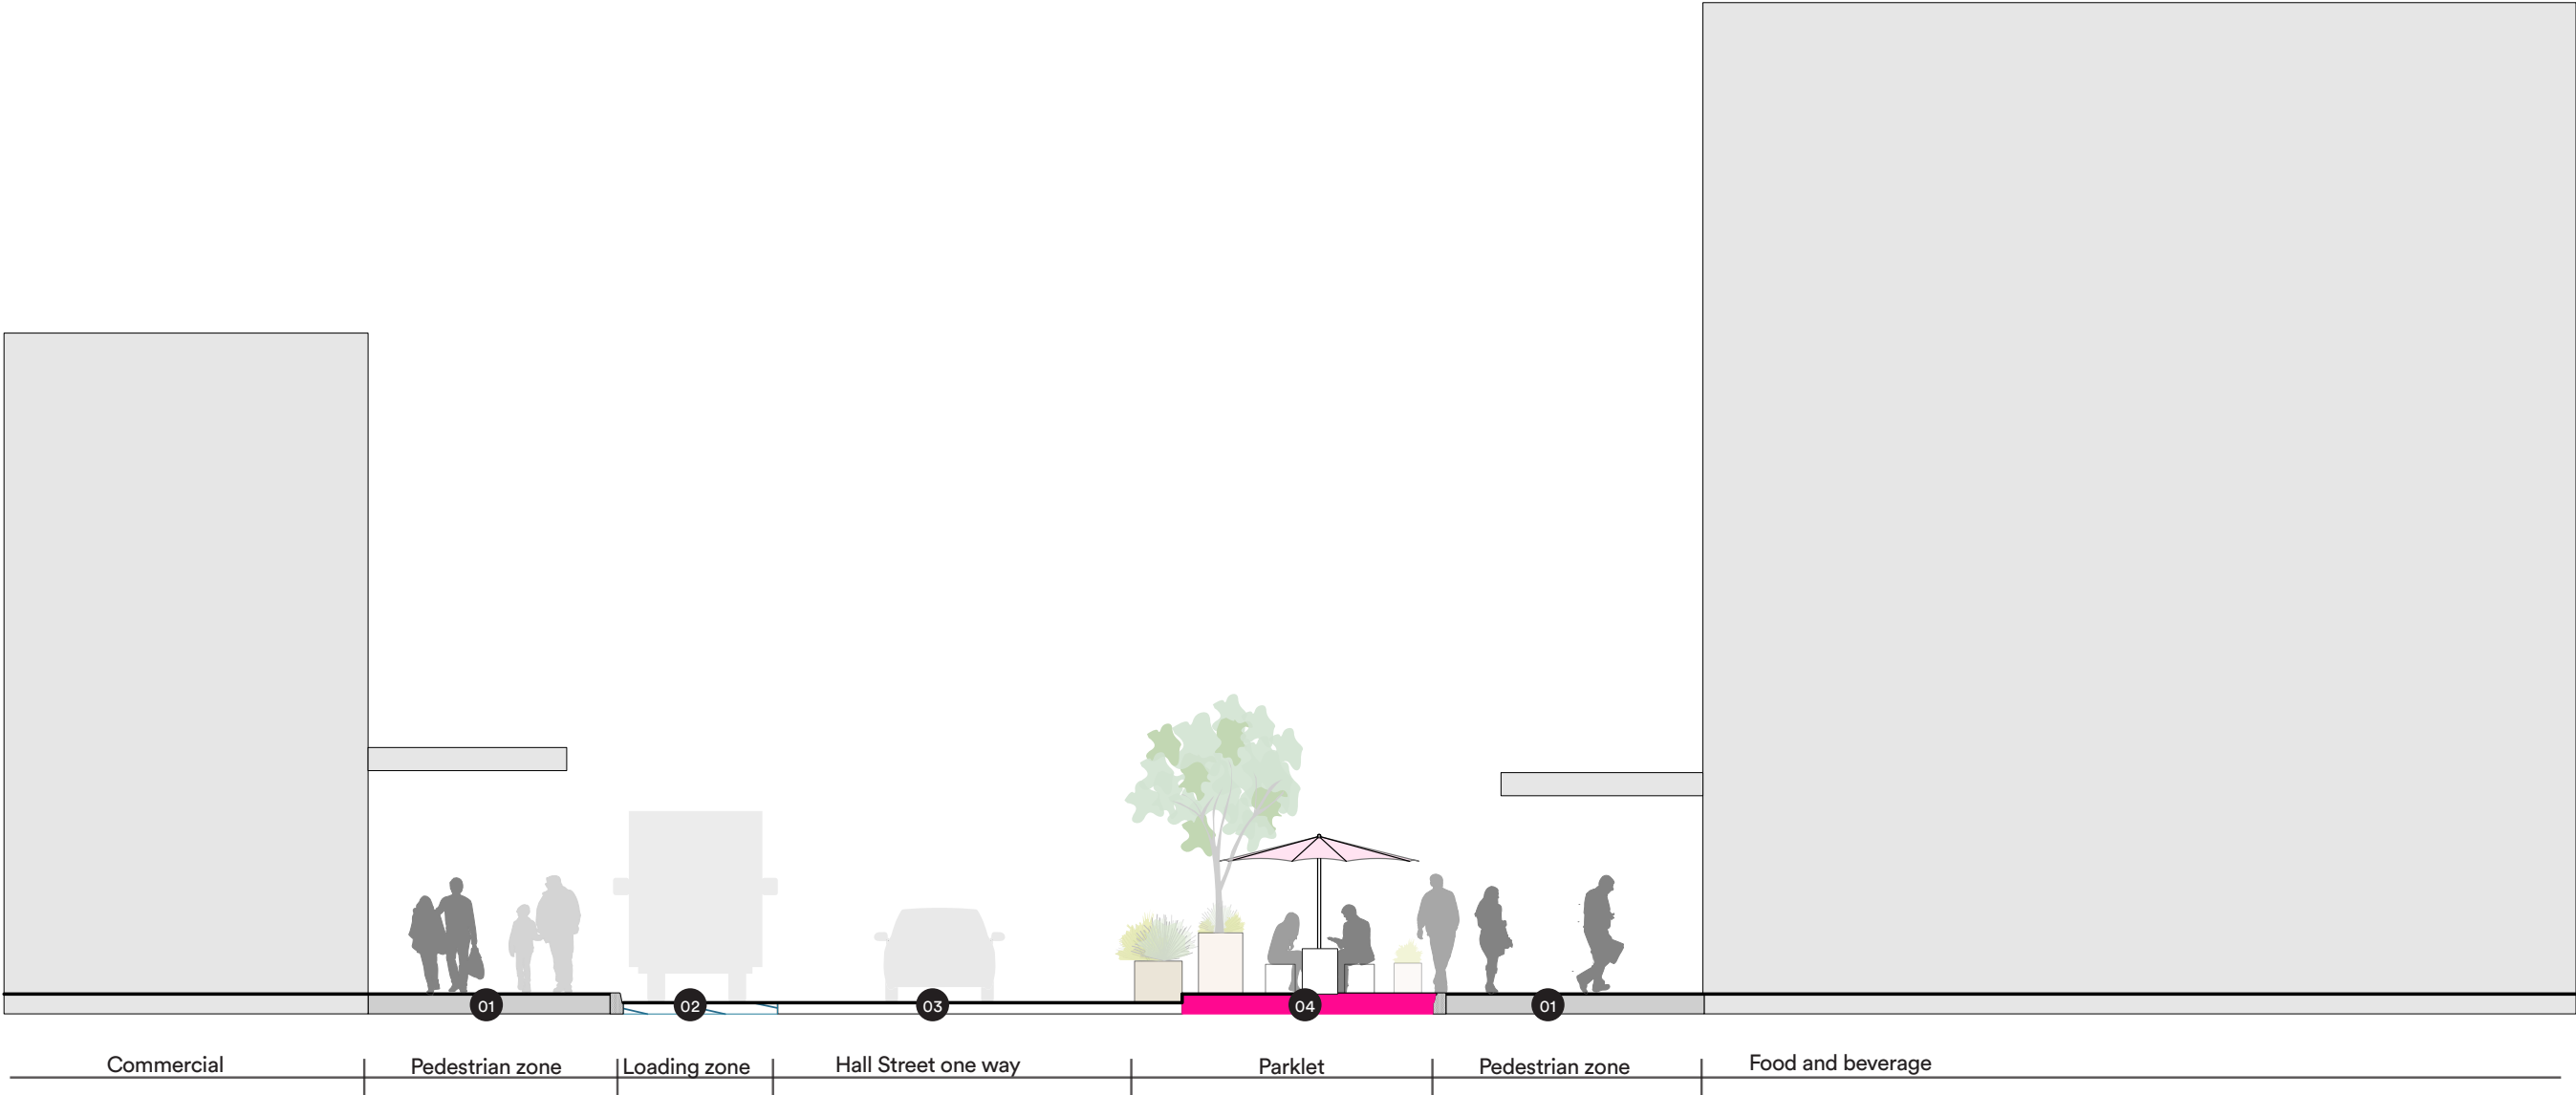 01
02
03
04
01
Commercial
Pedestrian zone
Loading zone
Hall Street one way
Parklet
Pedestrian zone
Food and beverage